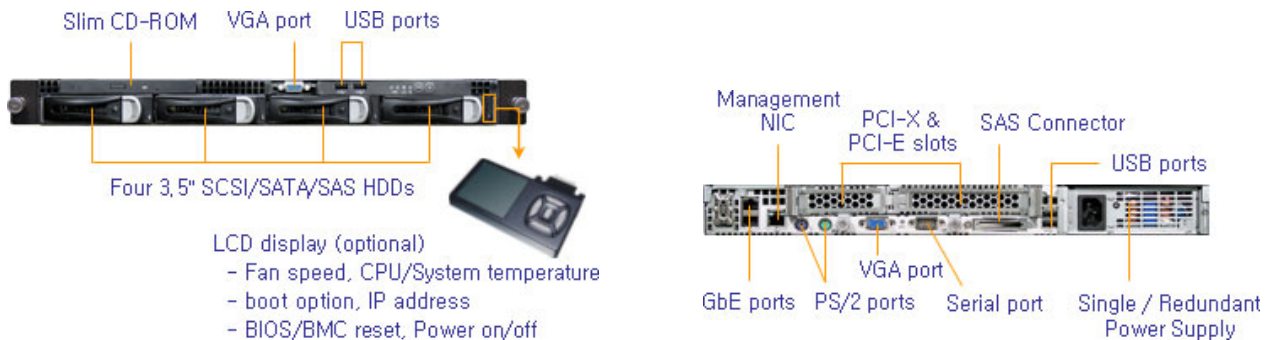 Slim CD-ROM
VGA port
USB ports
Four 3,5" SCSI/SATA/SAS HDDs
LCD display (optional)
- Fan speed, CPU/System temperature
- boot option, IP address
- BIOS/BMC reset, Power on/off
Management
NIC
PCI-X &
PCI-E slots
SAS Connector
USB ports
VGA port
GbE ports
PS/2 ports
Serial port
Single / Redundant
Power Supply